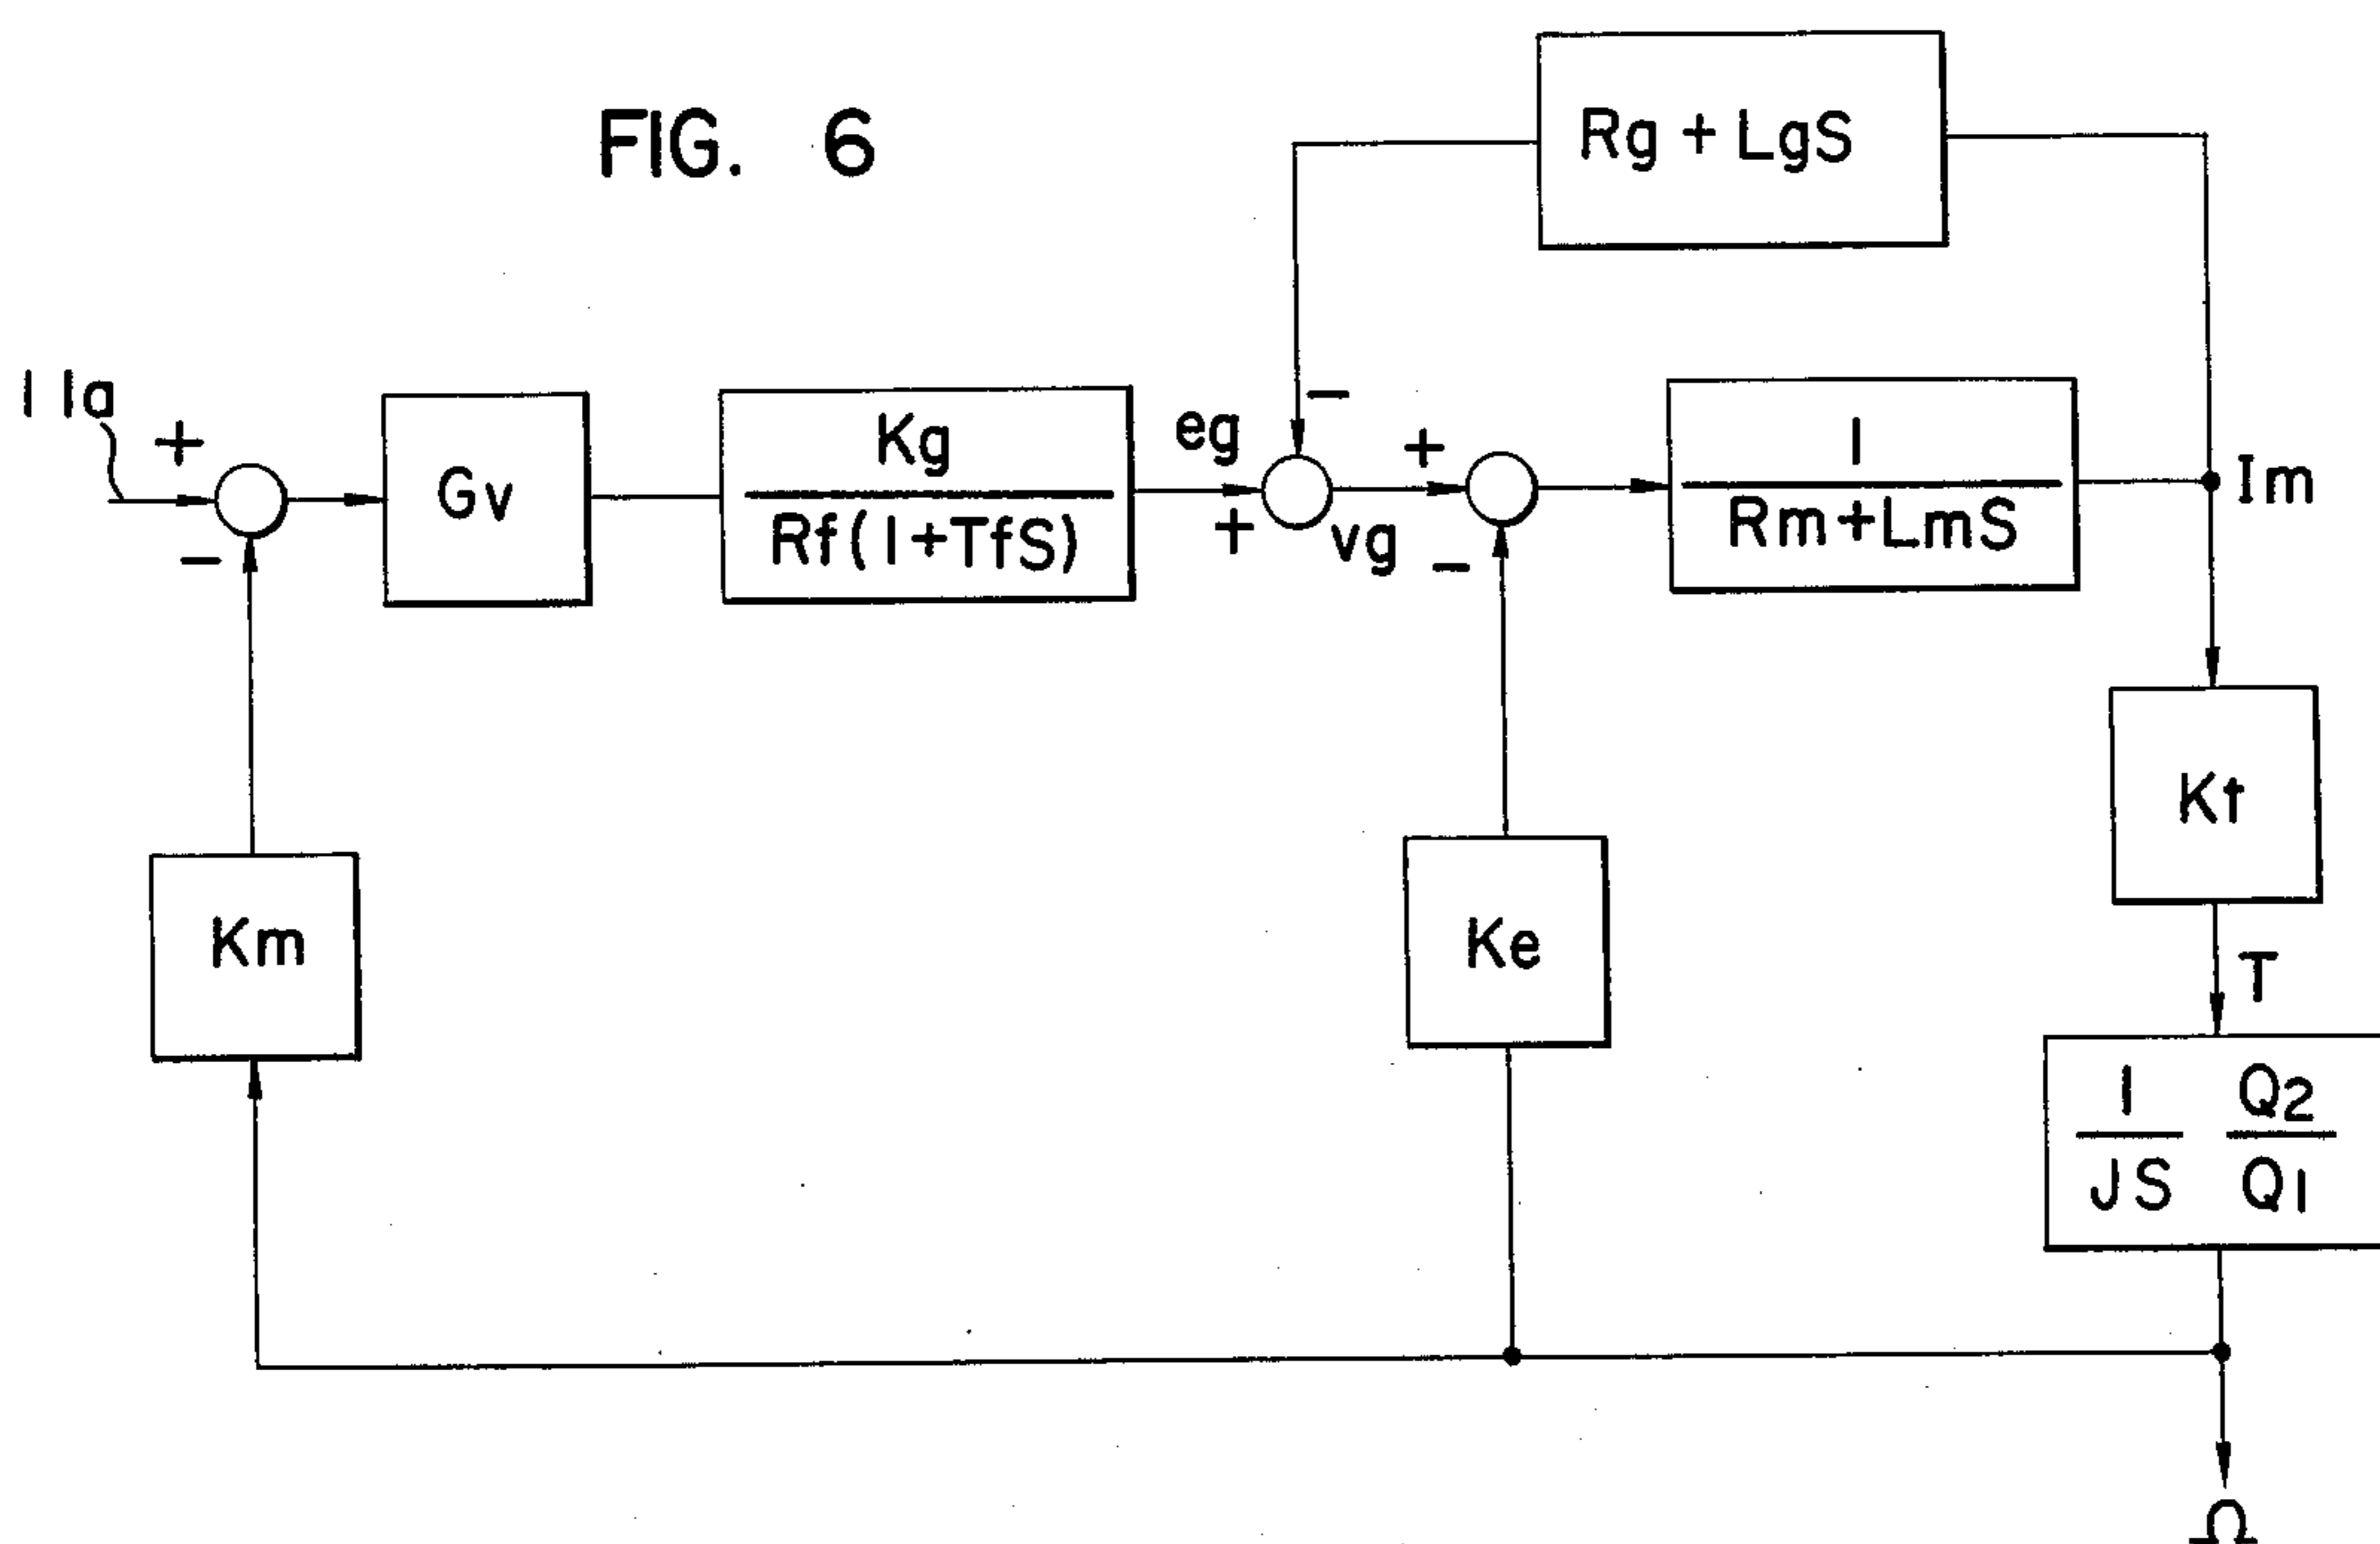 FIG. 6
Rg + LgS
11a
+
-
Gv
Kg
Rf(1+TfS)
eg
+
-
vg
+
-
1
Rm+LmS
Im
Kt
T
Km
Ke
1 Q2
JS Q1
Ω